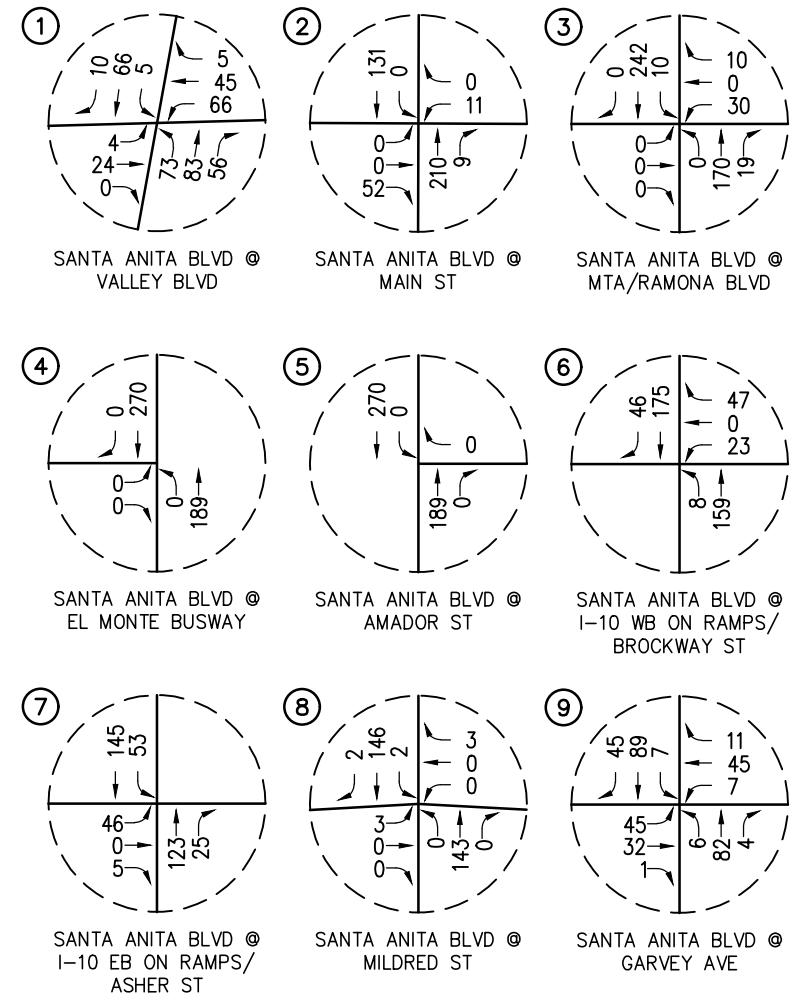 1
10 66 5
5
45
66
4
24
0
73 83 56
SANTA ANITA BLVD @
VALLEY BLVD
2
131 0
0
11
0
0
52
210 9
SANTA ANITA BLVD @
MAIN ST
3
0 242 10
10
0
30
0
0
0
0 170 19
SANTA ANITA BLVD @
MTA/RAMONA BLVD
4
0 270
0
0
0 189
SANTA ANITA BLVD @
EL MONTE BUSWAY
5
270 0
0
189 0
SANTA ANITA BLVD @
AMADOR ST
6
46 175
47
0
23
8 159
SANTA ANITA BLVD @
I-10 WB ON RAMPS/
BROCKWAY ST
7
145 53
46
0
5
123 25
SANTA ANITA BLVD @
I-10 EB ON RAMPS/
ASHER ST
8
2 146 2
3
0
0
3
0
0
0 143 0
SANTA ANITA BLVD @
MILDRED ST
9
45 89 7
11
45
7
45
32
1
6 82 4
SANTA ANITA BLVD @
GARVEY AVE